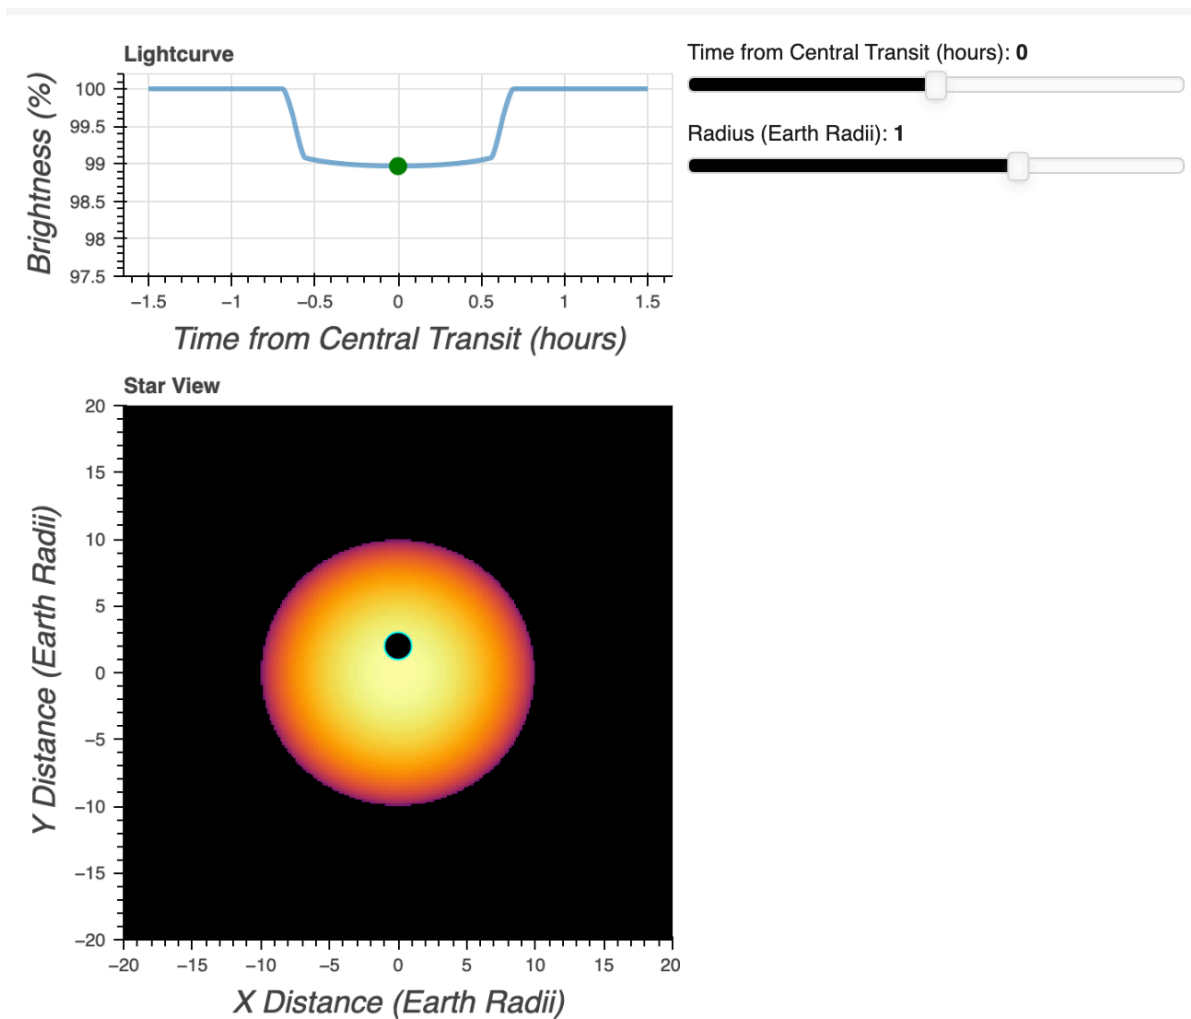 Lightcurve
Brightness (%)
100
99.5
99
98.5
98
97.5
−1.5 −1 −0.5 0 0.5 1 1.5
Time from Central Transit (hours)
Time from Central Transit (hours): 0
Radius (Earth Radii): 1
Star View
Y Distance (Earth Radii)
20
15
10
5
0
−5
−10
−15
−20
−20 −15 −10 −5 0 5 10 15 20
X Distance (Earth Radii)